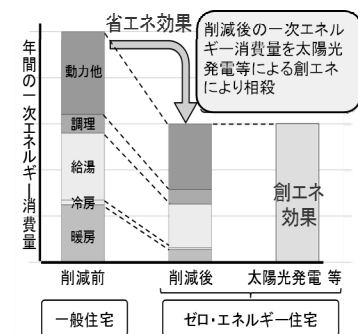 省エネ効果
削減後の一次エネル
ギー消費量を太陽光
発電等による創エネ
により相殺
年間の一次エネルギー消費量
動力他
調理
給湯
冷房
暖房
創エネ
効果
削減前
削減後
太陽光発電 等
一般住宅
ゼロ・エネルギー住宅